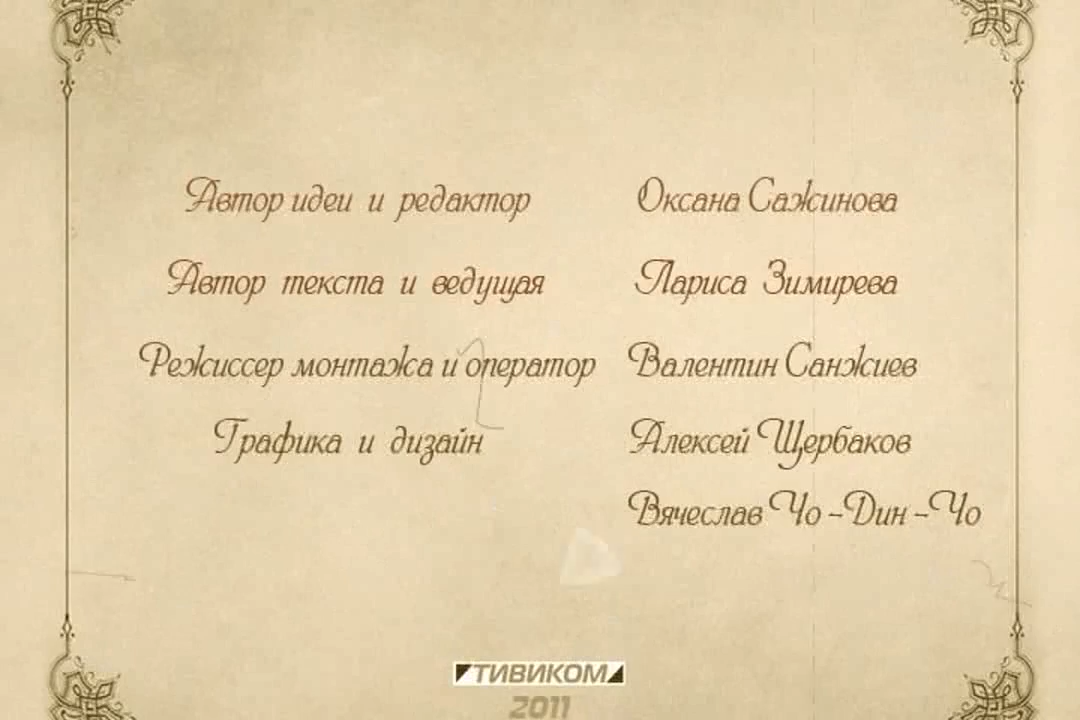 Автор идеи и редактор Оксана Сажинова
Автор текста и ведущая Лариса Зимирева
Режиссер монтажа и оператор Валентин Санжиев
Графика и дизайн Алексей Щербаков
Вячеслав Чо-Дин-Чо
ТИВИКОМ
2011